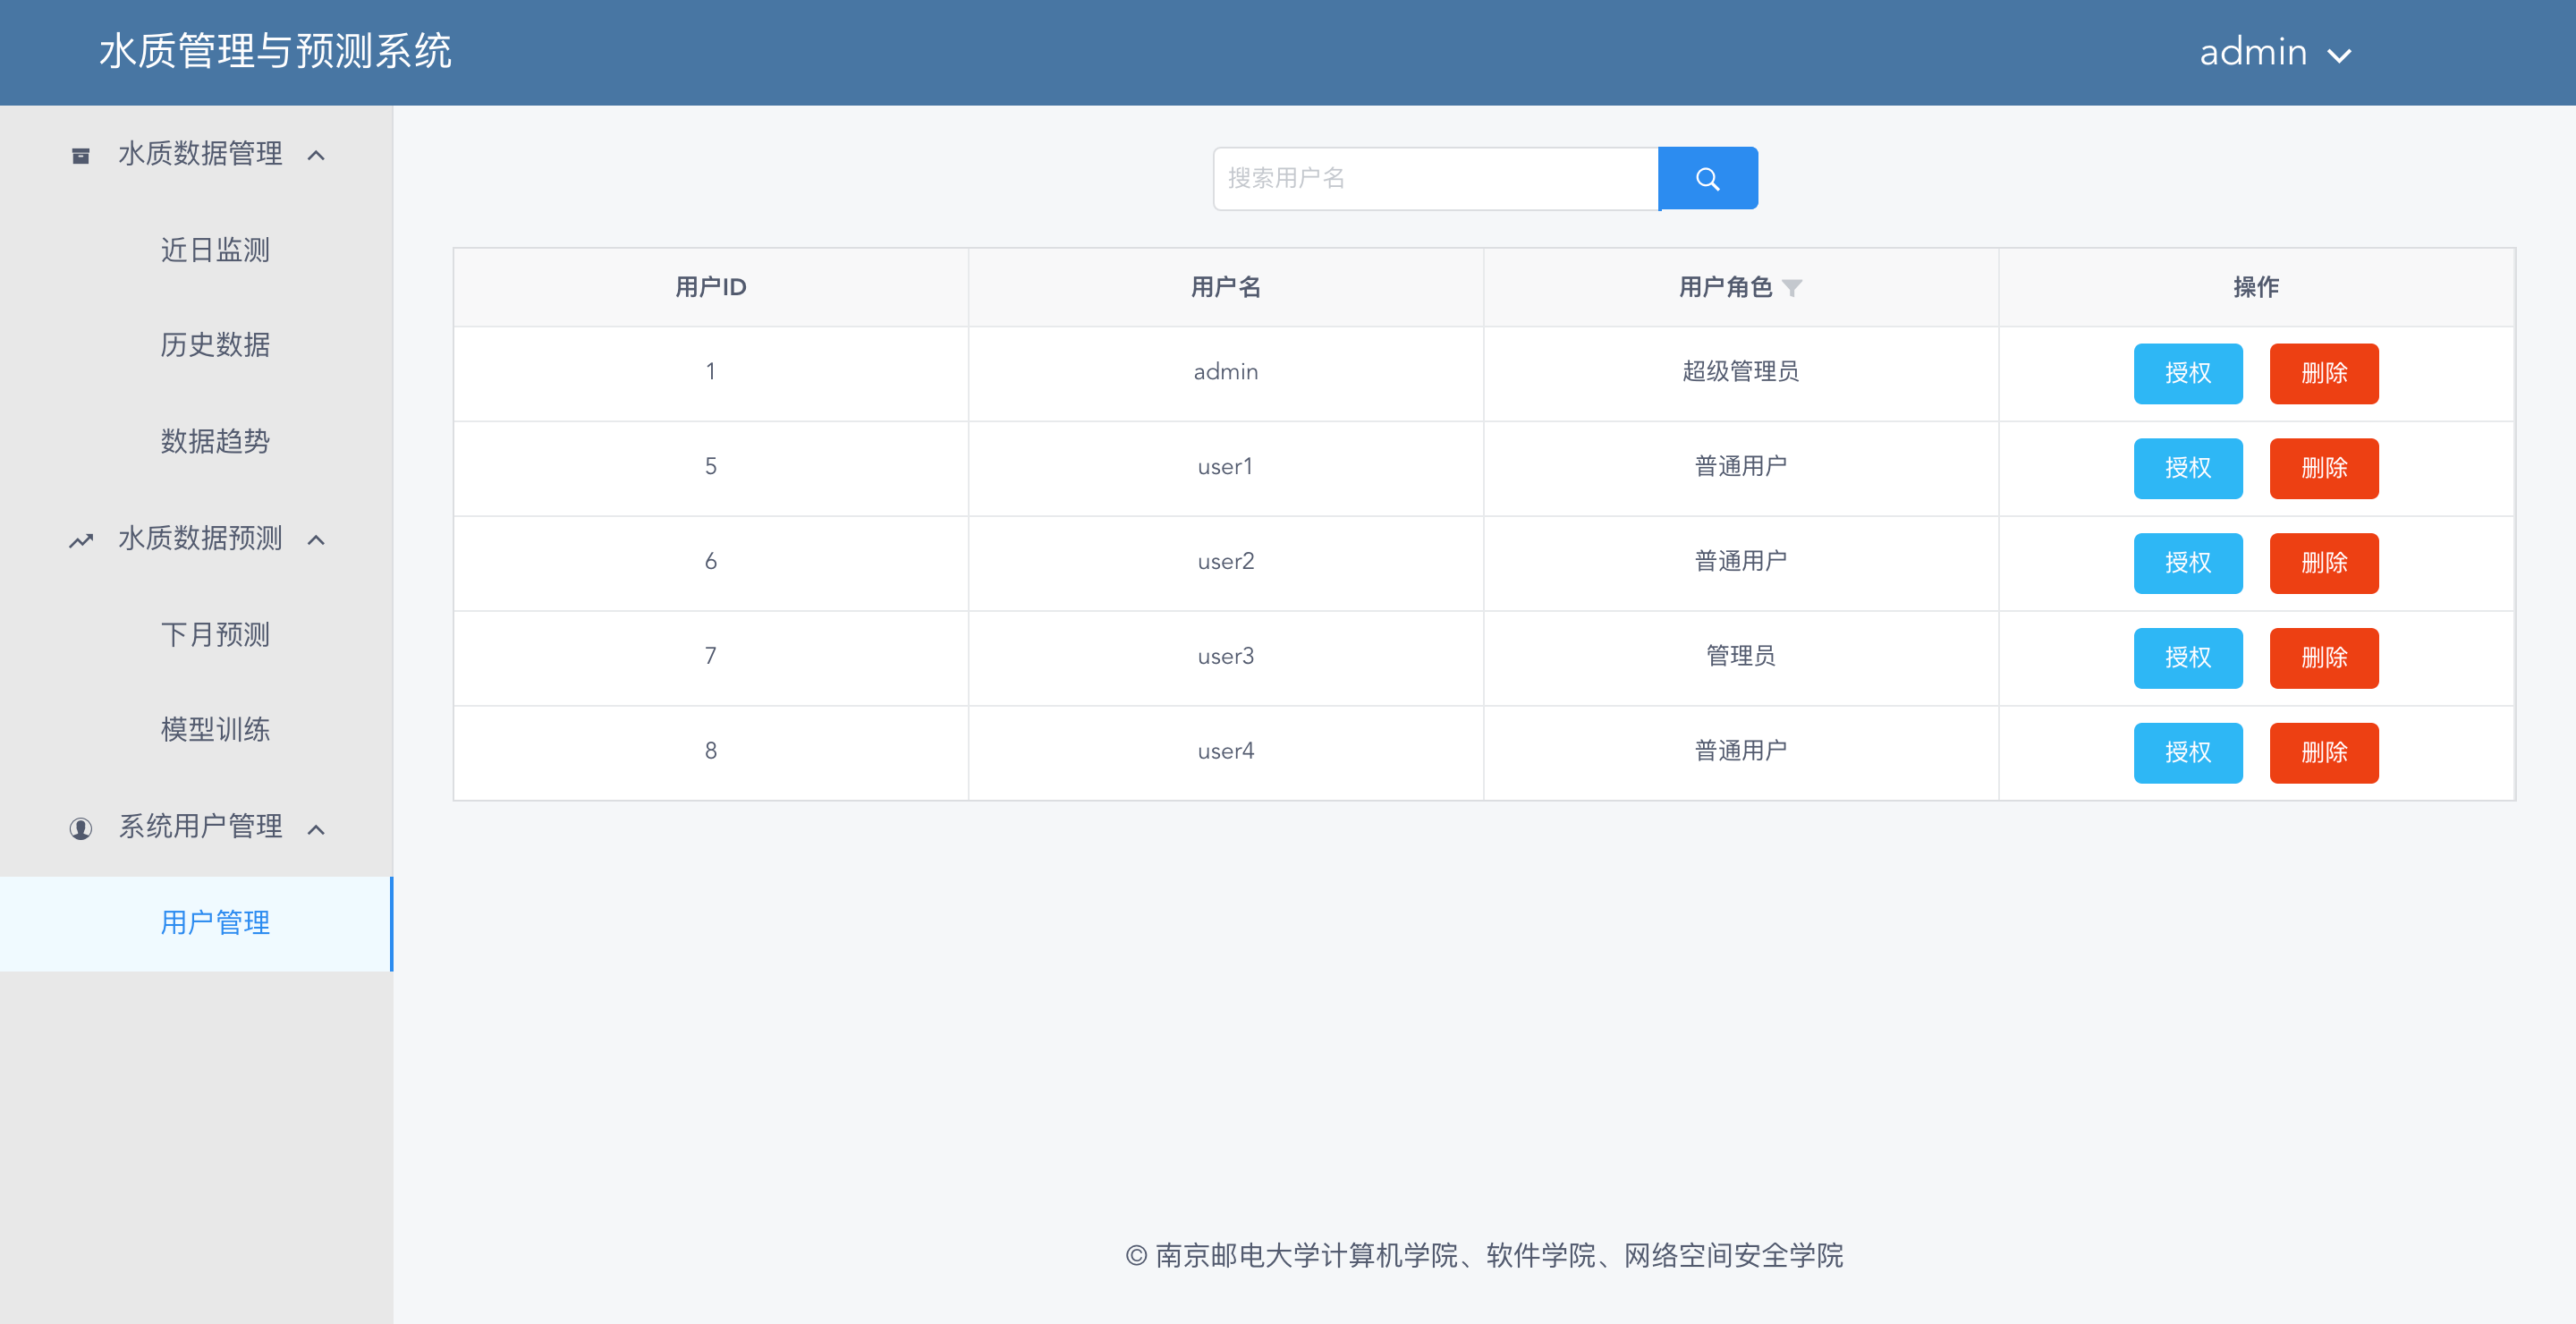 水质管理与预测系统
admin
水质数据管理
近日监测
历史数据
数据趋势
水质数据预测
下月预测
模型训练
系统用户管理
用户管理
搜索用户名
用户ID 用户名 用户角色 操作
1 admin 超级管理员 授权 删除
5 user1 普通用户 授权 删除
6 user2 普通用户 授权 删除
7 user3 管理员 授权 删除
8 user4 普通用户 授权 删除
© 南京邮电大学计算机学院、软件学院、网络空间安全学院